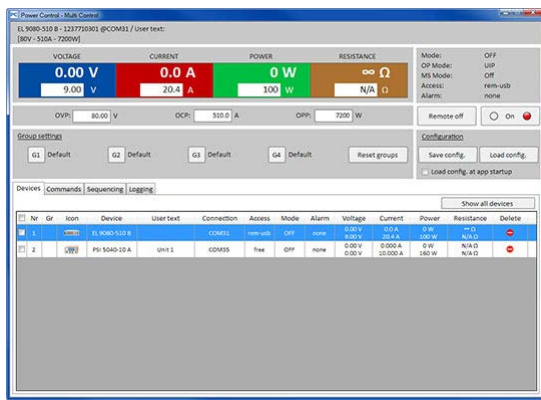 Power Control - Multi Control
EL 9080-510 B - 1237710301 @COM31 / User text:
[80V - 510A - 7200W]
VOLTAGE CURRENT POWER RESISTANCE
0.00 V 0.0 A 0 W ∞ Ω
9.00 V 20.4 A 100 W N/A Ω
Mode: OFF
OP Mode: UIP
MS Mode: Off
Access: rem-usb
Alarm: none
OVP: 80.00 V OCP: 510.0 A OPP: 7200 W
Remote off On
Group settings
G1 Default G2 Default G3 Default G4 Default Reset groups
Configuration
Save config. Load config.
Load config. at app startup
Devices Commands Sequencing Logging
Show all devices
Nr Gr Icon Device User text Connection Access Mode Alarm Voltage Current Power Resistance Delete
1 EL 9080-510 B COM31 rem-usb OFF none 0.00 V 0.0 A 0 W ∞ Ω
9.00 V 20.4 A 100 W N/A Ω
2 PSI 5040-10 A Unit 1 COM35 free OFF none 0.00 V 0.000 A 0 W N/A Ω
0.00 V 10.000 A 160 W N/A Ω